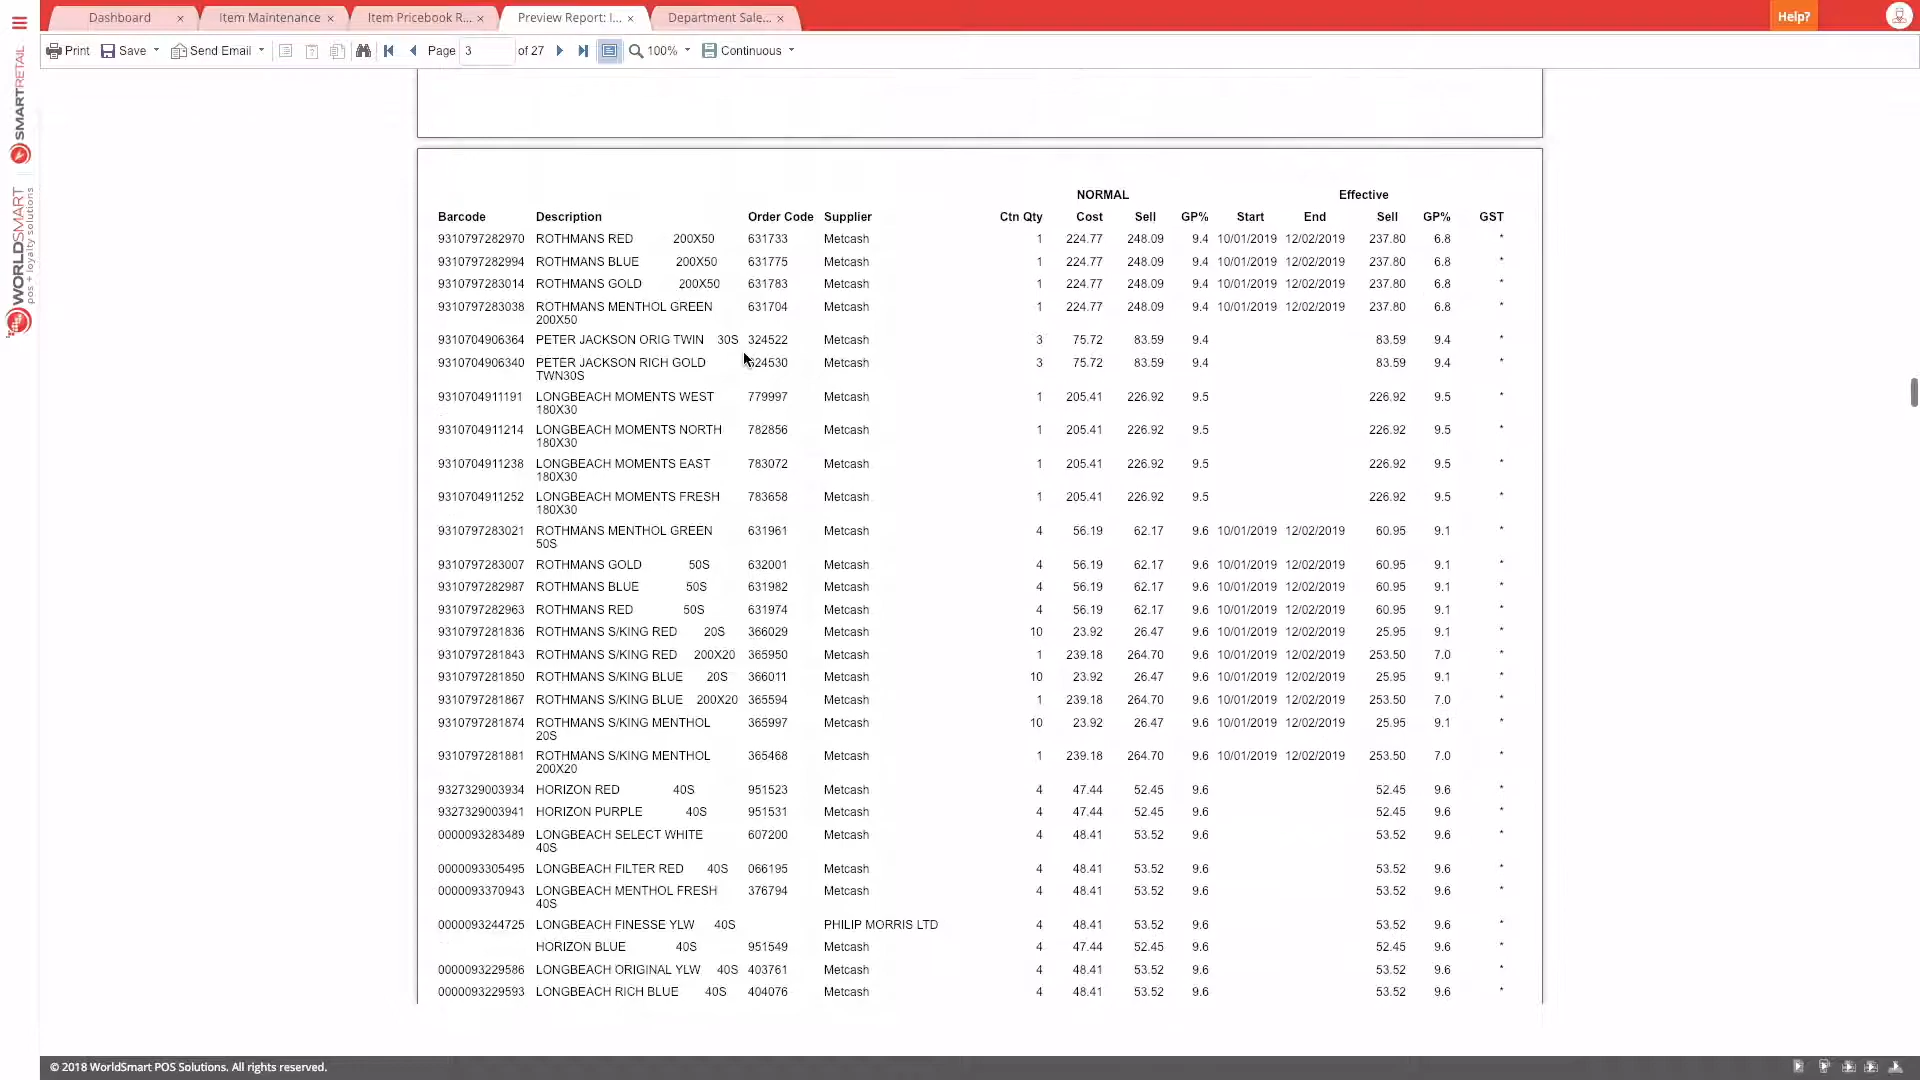 Dashboard × Item Maintenance × Item Pricebook R... × Preview Report: I... × Department Sale... × Help?
Print Save Send Email Page 3 of 27 100% Continuous
SMARTRETAIL
WORLDSMART
pos + loyalty solutions
NORMAL Effective
Barcode Description Order Code Supplier Ctn Qty Cost Sell GP% Start End Sell GP% GST
9310797282970 ROTHMANS RED 200X50 631733 Metcash 1 224.77 248.09 9.4 10/01/2019 12/02/2019 237.80 6.8 *
9310797282994 ROTHMANS BLUE 200X50 631775 Metcash 1 224.77 248.09 9.4 10/01/2019 12/02/2019 237.80 6.8 *
9310797283014 ROTHMANS GOLD 200X50 631783 Metcash 1 224.77 248.09 9.4 10/01/2019 12/02/2019 237.80 6.8 *
9310797283038 ROTHMANS MENTHOL GREEN 631704 Metcash 1 224.77 248.09 9.4 10/01/2019 12/02/2019 237.80 6.8 *
200X50
9310704906364 PETER JACKSON ORIG TWIN 30S 324522 Metcash 3 75.72 83.59 9.4 83.59 9.4 *
9310704906340 PETER JACKSON RICH GOLD 324530 Metcash 3 75.72 83.59 9.4 83.59 9.4 *
TWN30S
9310704911191 LONGBEACH MOMENTS WEST 779997 Metcash 1 205.41 226.92 9.5 226.92 9.5 *
180X30
9310704911214 LONGBEACH MOMENTS NORTH 782856 Metcash 1 205.41 226.92 9.5 226.92 9.5 *
180X30
9310704911238 LONGBEACH MOMENTS EAST 783072 Metcash 1 205.41 226.92 9.5 226.92 9.5 *
180X30
9310704911252 LONGBEACH MOMENTS FRESH 783658 Metcash 1 205.41 226.92 9.5 226.92 9.5 *
180X30
9310797283021 ROTHMANS MENTHOL GREEN 631961 Metcash 4 56.19 62.17 9.6 10/01/2019 12/02/2019 60.95 9.1 *
50S
9310797283007 ROTHMANS GOLD 50S 632001 Metcash 4 56.19 62.17 9.6 10/01/2019 12/02/2019 60.95 9.1 *
9310797282987 ROTHMANS BLUE 50S 631982 Metcash 4 56.19 62.17 9.6 10/01/2019 12/02/2019 60.95 9.1 *
9310797282963 ROTHMANS RED 50S 631974 Metcash 4 56.19 62.17 9.6 10/01/2019 12/02/2019 60.95 9.1 *
9310797281836 ROTHMANS S/KING RED 20S 366029 Metcash 10 23.92 26.47 9.6 10/01/2019 12/02/2019 25.95 9.1 *
9310797281843 ROTHMANS S/KING RED 200X20 365950 Metcash 1 239.18 264.70 9.6 10/01/2019 12/02/2019 253.50 7.0 *
9310797281850 ROTHMANS S/KING BLUE 20S 366011 Metcash 10 23.92 26.47 9.6 10/01/2019 12/02/2019 25.95 9.1 *
9310797281867 ROTHMANS S/KING BLUE 200X20 365594 Metcash 1 239.18 264.70 9.6 10/01/2019 12/02/2019 253.50 7.0 *
9310797281874 ROTHMANS S/KING MENTHOL 365997 Metcash 10 23.92 26.47 9.6 10/01/2019 12/02/2019 25.95 9.1 *
20S
9310797281881 ROTHMANS S/KING MENTHOL 365468 Metcash 1 239.18 264.70 9.6 10/01/2019 12/02/2019 253.50 7.0 *
200X20
9327329003934 HORIZON RED 40S 951523 Metcash 4 47.44 52.45 9.6 52.45 9.6 *
9327329003941 HORIZON PURPLE 40S 951531 Metcash 4 47.44 52.45 9.6 52.45 9.6 *
0000093283489 LONGBEACH SELECT WHITE 607200 Metcash 4 48.41 53.52 9.6 53.52 9.6 *
40S
0000093305495 LONGBEACH FILTER RED 40S 066195 Metcash 4 48.41 53.52 9.6 53.52 9.6 *
0000093370943 LONGBEACH MENTHOL FRESH 376794 Metcash 4 48.41 53.52 9.6 53.52 9.6 *
40S
0000093244725 LONGBEACH FINESSE YLW 40S PHILIP MORRIS LTD 4 48.41 53.52 9.6 53.52 9.6 *
HORIZON BLUE 40S 951549 Metcash 4 47.44 52.45 9.6 52.45 9.6 *
0000093229586 LONGBEACH ORIGINAL YLW 40S 403761 Metcash 4 48.41 53.52 9.6 53.52 9.6 *
0000093229593 LONGBEACH RICH BLUE 40S 404076 Metcash 4 48.41 53.52 9.6 53.52 9.6 *
© 2018 WorldSmart POS Solutions. All rights reserved.